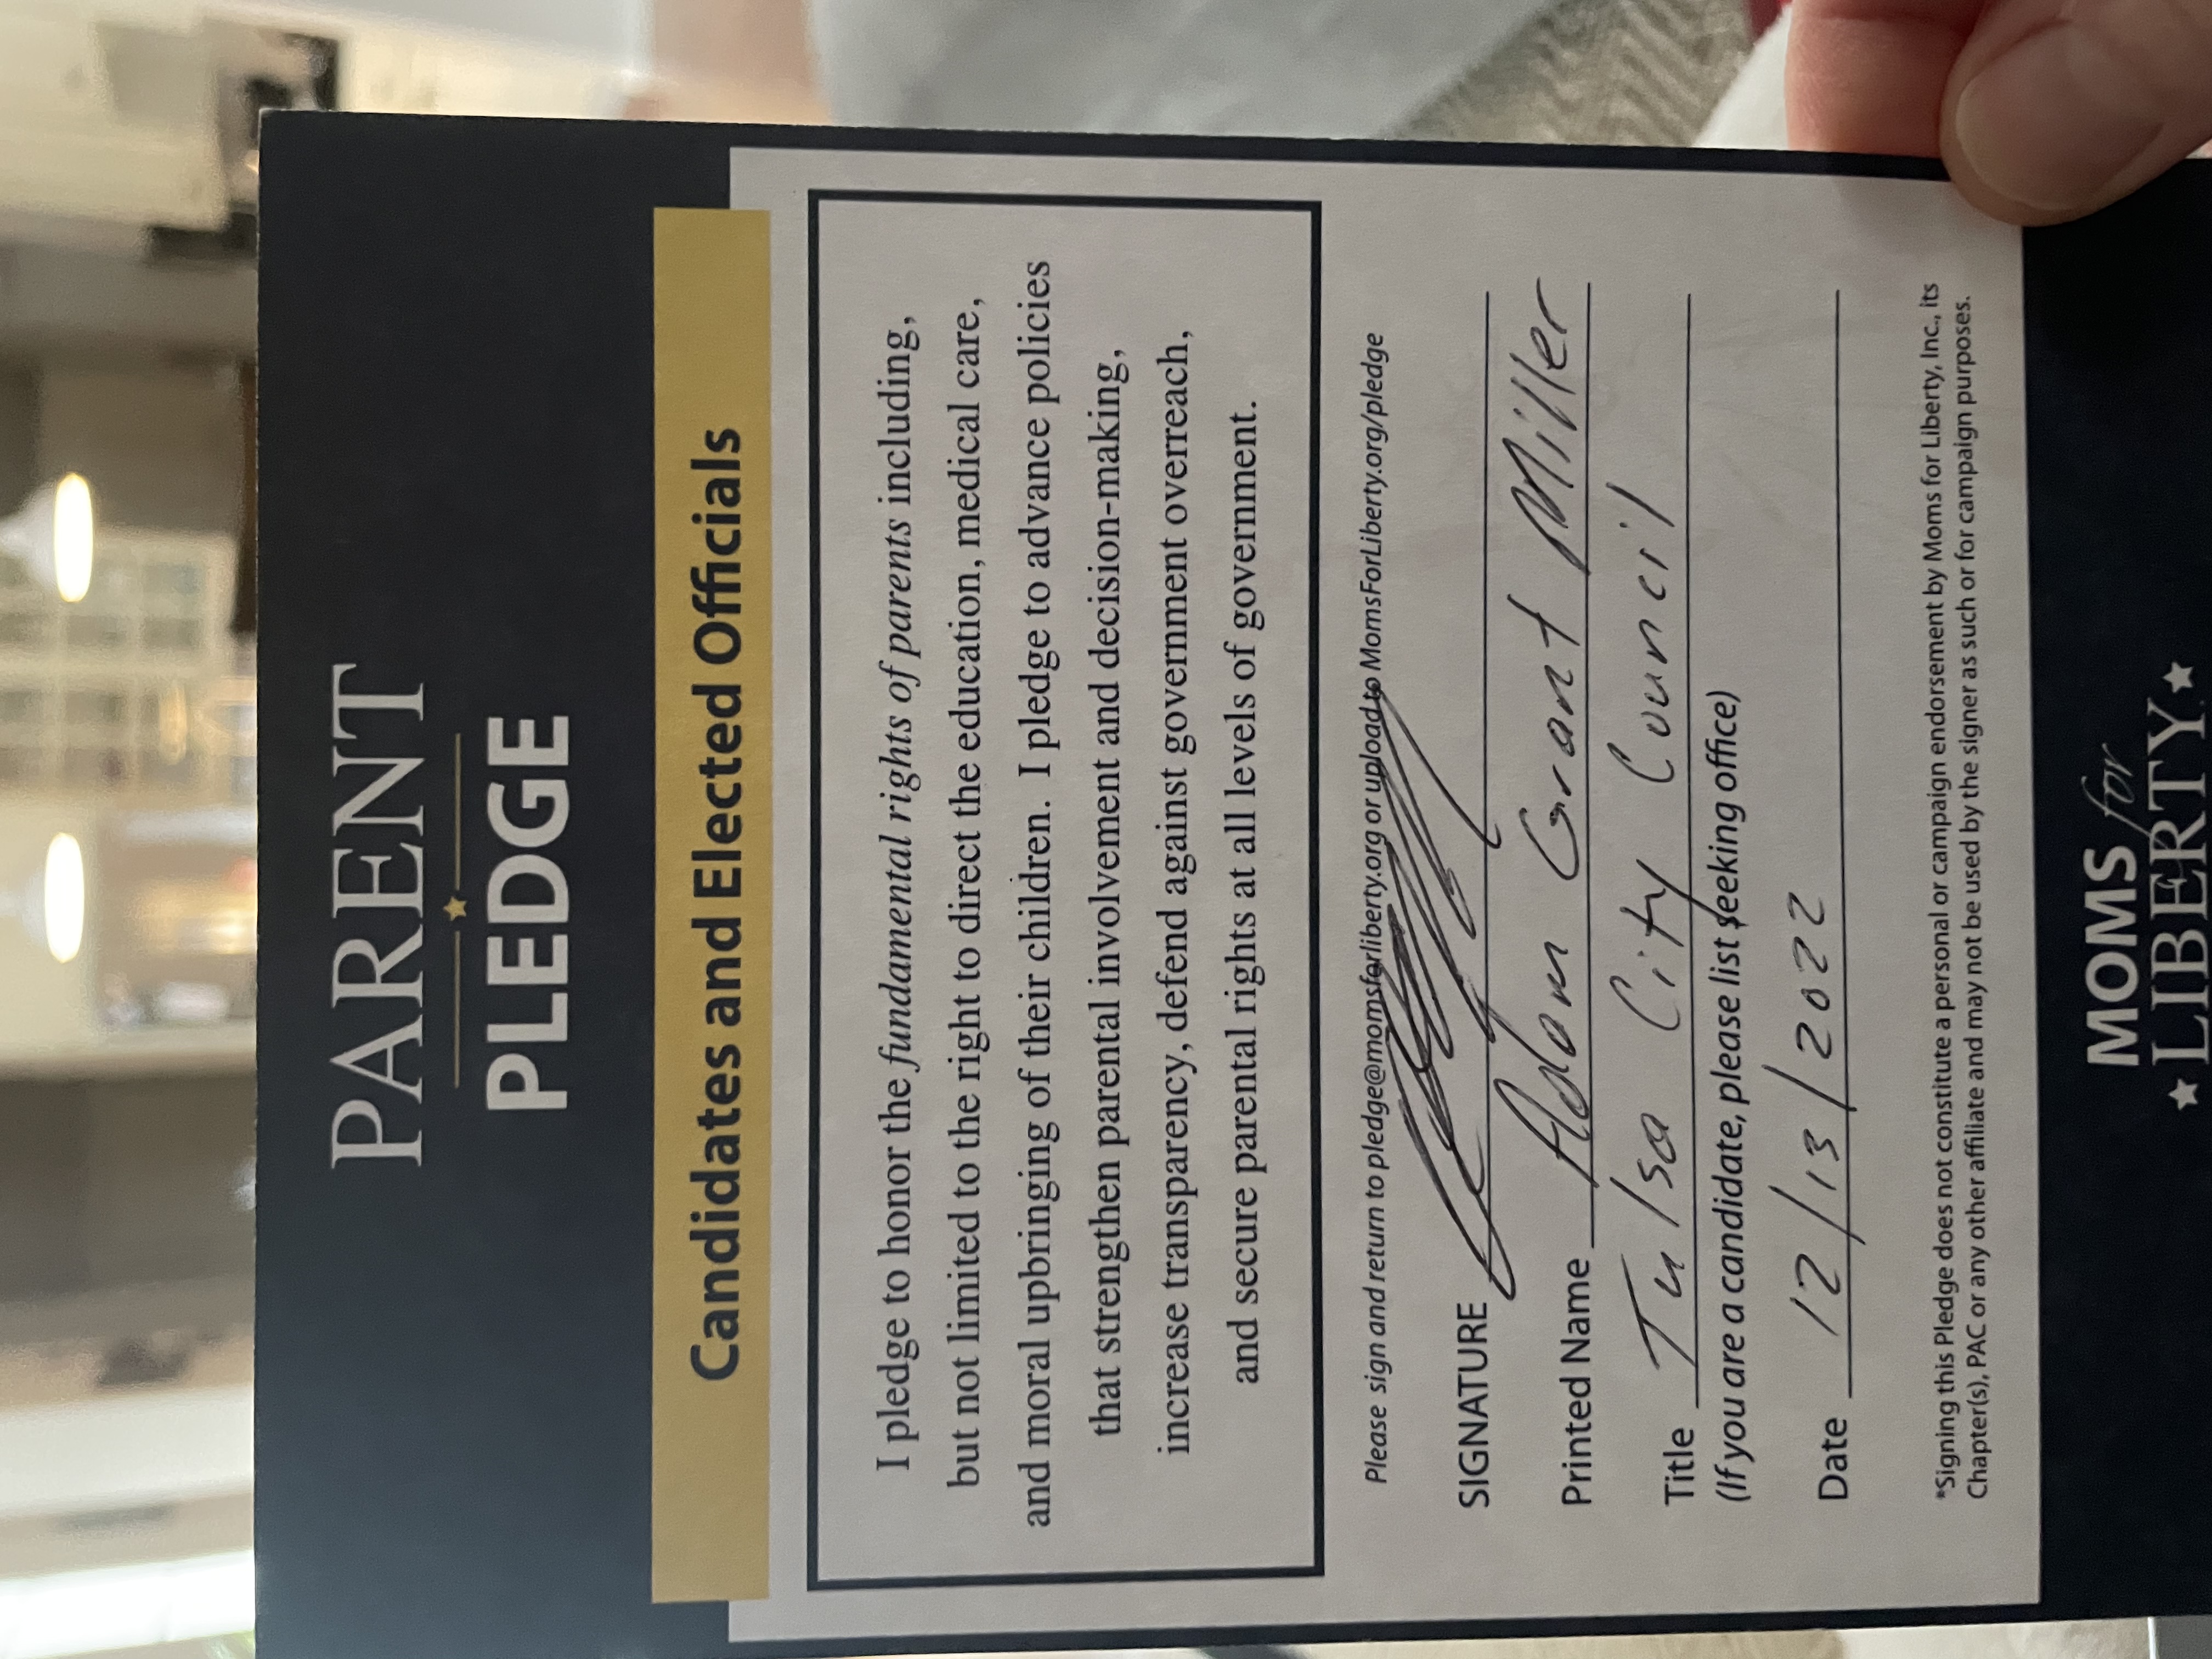 PARENT
PLEDGE
Candidates and Elected Officials
I pledge to honor the fundamental rights of parents including,
but not limited to the right to direct the education, medical care,
and moral upbringing of their children. I pledge to advance policies
that strengthen parental involvement and decision-making,
increase transparency, defend against government overreach,
and secure parental rights at all levels of government.
Please sign and return to pledge@momsforliberty.org or upload to MomsForLiberty.org/pledge
SIGNATURE
Printed Name Adam Grant Miller
Title Tulsa City Council
(If you are a candidate, please list seeking office)
Date 12/13/2022
*Signing this Pledge does not constitute a personal or campaign endorsement by Moms for Liberty, Inc., its
Chapter(s), PAC or any other affiliate and may not be used by the signer as such or for campaign purposes.
MOMS for
LIBERTY